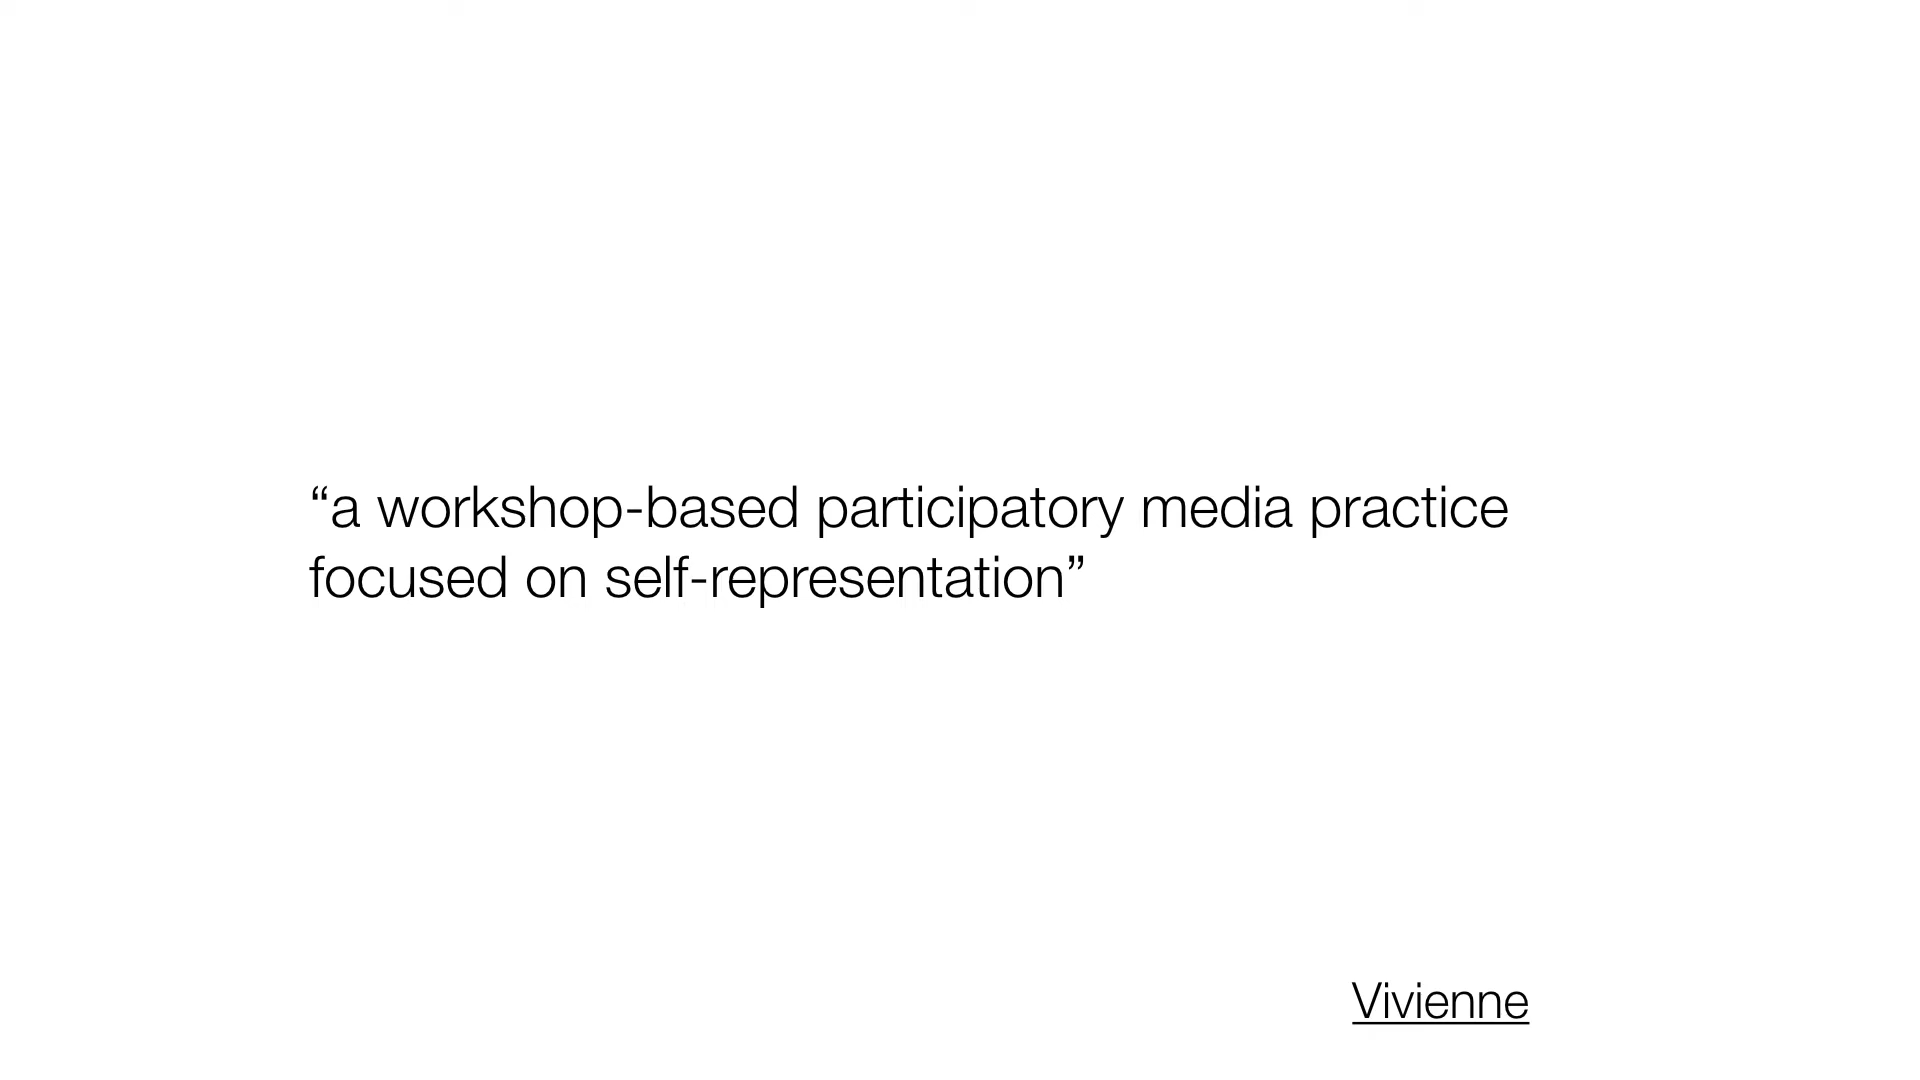 “a workshop-based participatory media practice
focused on self-representation”
Vivienne